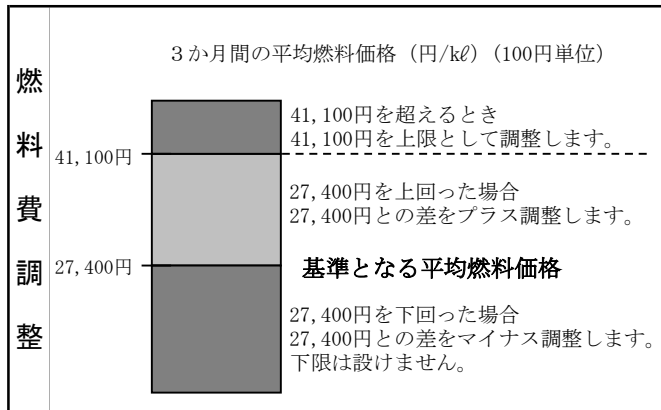 燃料費調整
３か月間の平均燃料価格（円/kℓ）（100円単位）
41,100円を超えるとき
41,100円を上限として調整します。
41,100円
27,400円を上回った場合
27,400円との差をプラス調整します。
27,400円
基準となる平均燃料価格
27,400円を下回った場合
27,400円との差をマイナス調整します。
下限は設けません。